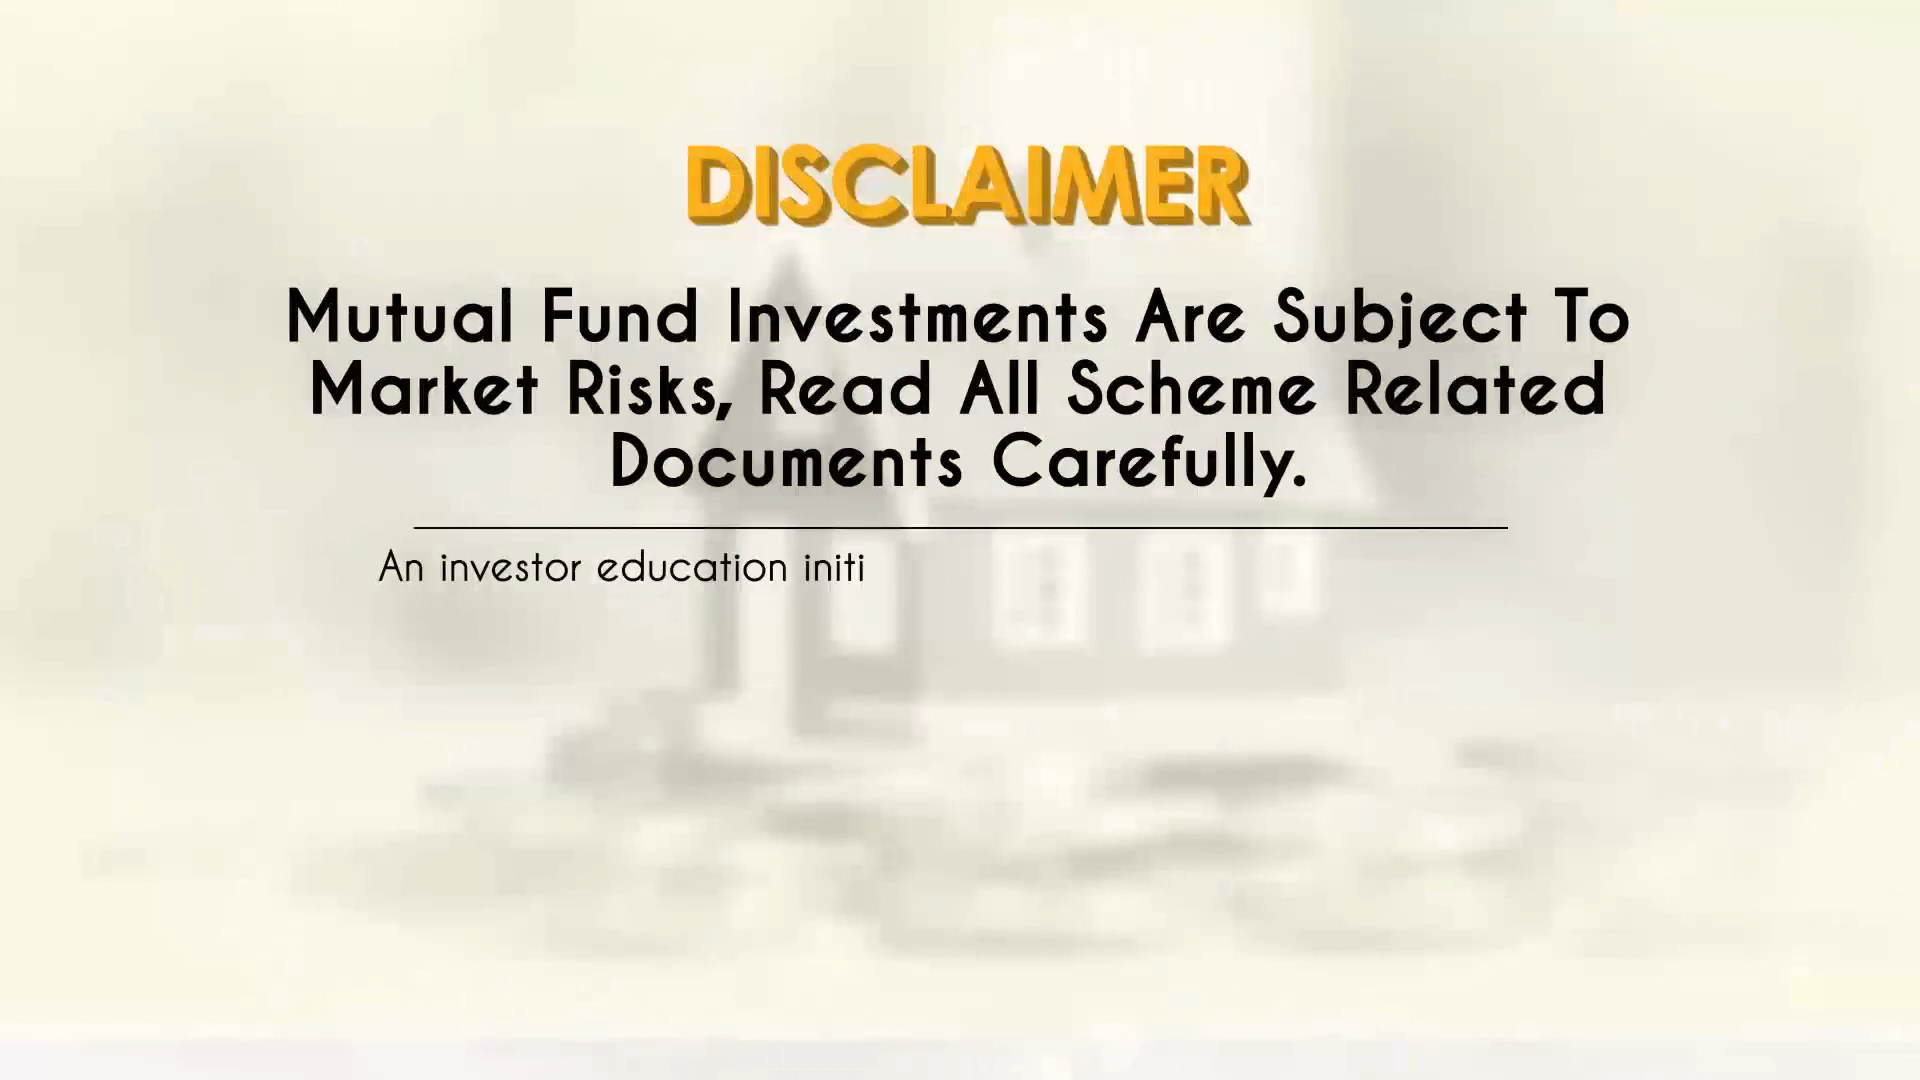 DISCLAIMER
Mutual Fund Investments Are Subject To
Market Risks, Read All Scheme Related
Documents Carefully.
An investor education initi